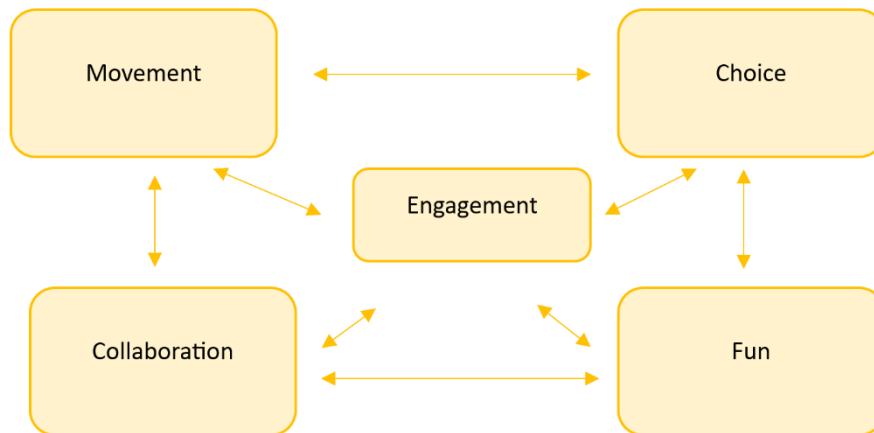 Movement
Choice
Engagement
Collaboration
Fun